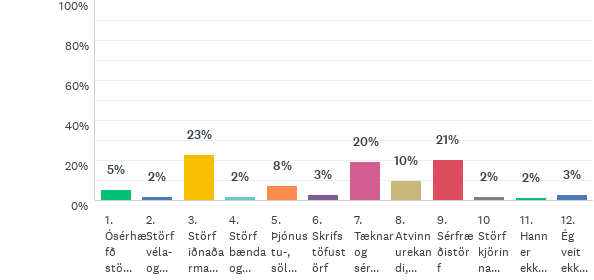 100%
80%
60%
40%
20%
0%
5%
2%
23%
2%
8%
3%
20%
10%
21%
2%
2%
3%
1.
Ósérhæ
fð
stö...
2.
Störf
véla-
og...
3.
Störf
iðnaða
rma...
4.
Störf
bænda
og...
5.
Þjónus
tu-,
söl...
6.
Skrifs
töfust
örf
7.
Tæknar
og
sér...
8.
Atvinn
urekan
di,...
9.
Sérfræ
ðistör
f
10
Störf
kjörin
na...
11.
Hann
er
ekk...
12.
Ég
veit
ekk...